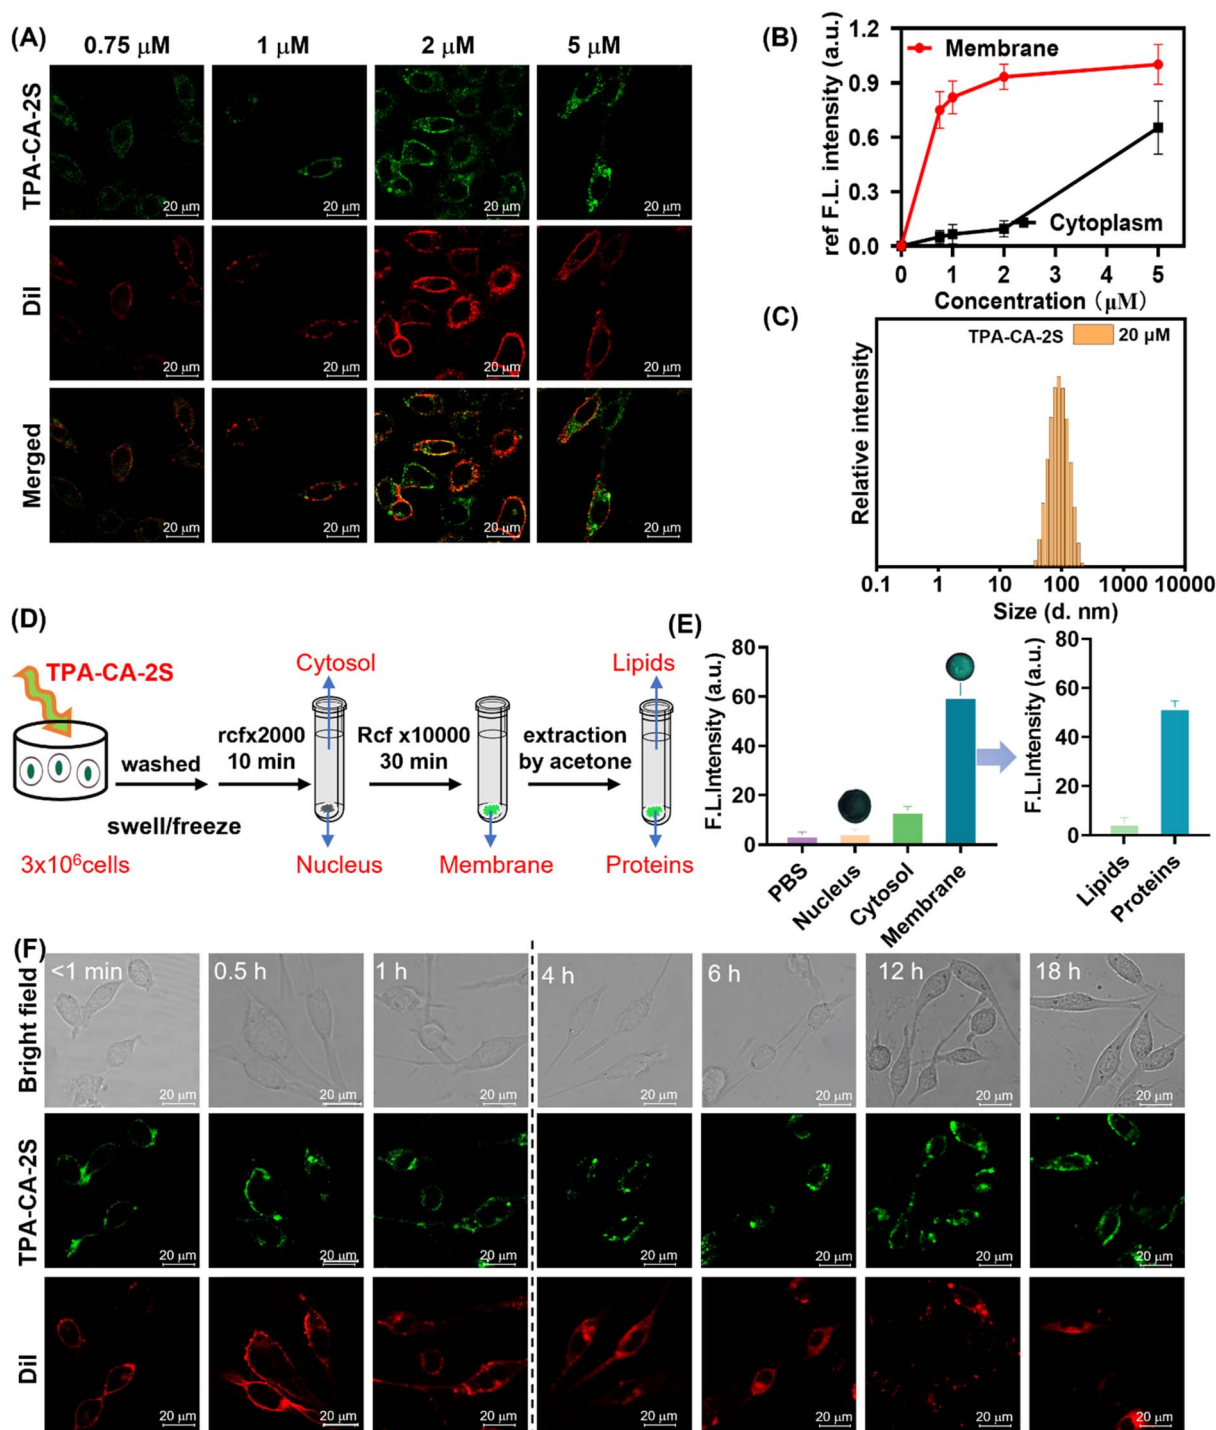 (A)
0.75 μM
1 μM
2 μM
5 μM
TPA-CA-2S
20 μm
20 μm
20 μm
20 μm
Dil
20 μm
20 μm
20 μm
20 μm
Merged
20 μm
20 μm
20 μm
20 μm
(B)
ref F.L. intensity (a.u.)
1.2
0.9
0.6
0.3
0.0
Membrane
Cytoplasm
0 1 2 3 4 5
Concentration (μM)
(C)
TPA-CA-2S 20 μM
Relative intensity
0.1 1 10 100 1000 10000
Size (d. nm)
(D)
TPA-CA-2S
3x10⁶cells
washed
swell/freeze
rcfx2000
10 min
Cytosol
Nucleus
Rcf x10000
30 min
Membrane
extraction
by acetone
Lipids
Proteins
(E)
F.L.Intensity (a.u.)
80
60
40
20
0
PBS
Nucleus
Cytosol
Membrane
F.L.Intensity (a.u.)
80
60
40
20
0
Lipids
Proteins
(F)
Bright field
<1 min
0.5 h
1 h
4 h
6 h
12 h
18 h
20 μm
20 μm
20 μm
20 μm
20 μm
20 μm
20 μm
TPA-CA-2S
20 μm
20 μm
20 μm
20 μm
20 μm
20 μm
20 μm
Dil
20 μm
20 μm
20 μm
20 μm
20 μm
20 μm
20 μm